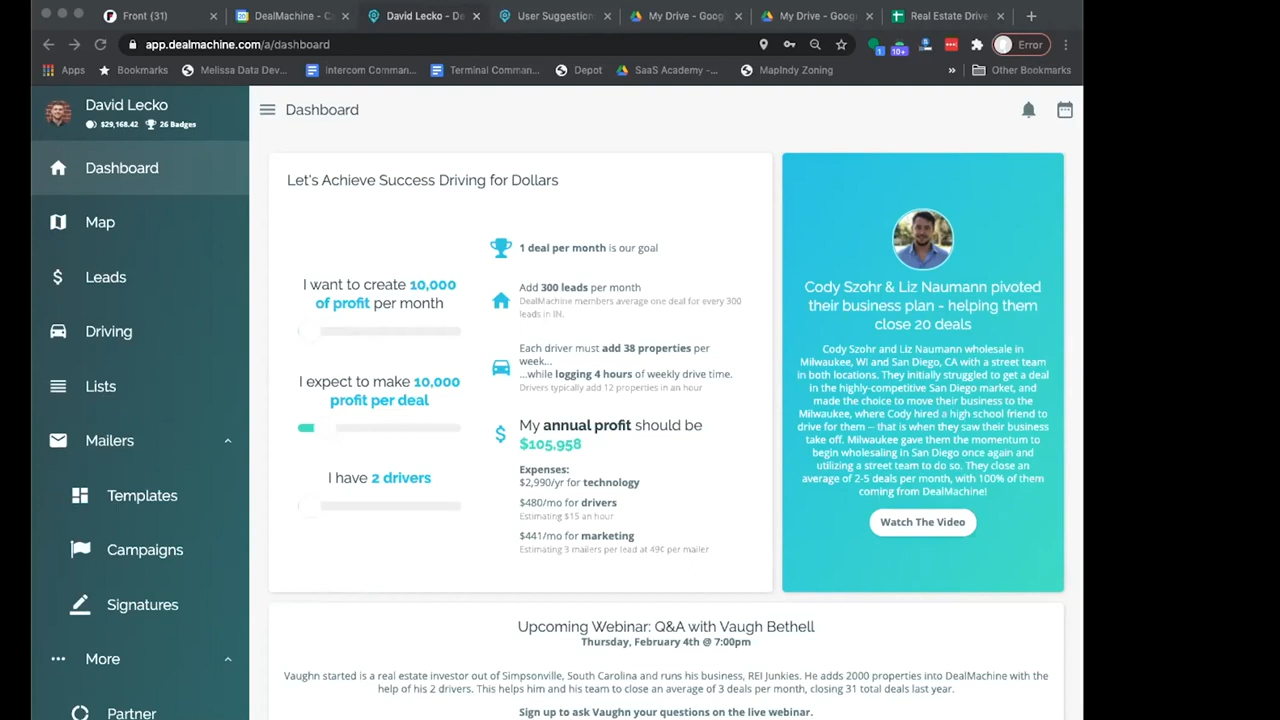 Front (31)
DealMachine - C
David Lecko - De
User Suggestion
My Drive - Goog
My Drive - Goog
Real Estate Drive
app.dealmachine.com/a/dashboard
Error
Apps
Bookmarks
Melissa Data Dev...
Intercom Comman...
Terminal Comman...
Depot
SaaS Academy -...
MapIndy Zoning
»
Other Bookmarks
David Lecko
$29,168.42 26 Badges
Dashboard
Map
Leads
Driving
Lists
Mailers
Templates
Campaigns
Signatures
More
Partner
Dashboard
Let's Achieve Success Driving for Dollars
I want to create 10,000
of profit per month
I expect to make 10,000
profit per deal
I have 2 drivers
1 deal per month is our goal
Add 300 leads per month
DealMachine members average one deal for every 300
leads in IN.
Each driver must add 38 properties per
week...
...while logging 4 hours of weekly drive time.
Drivers typically add 12 properties in an hour
My annual profit should be
$105,958
Expenses:
$2,990/yr for technology
$480/mo for drivers
Estimating $15 an hour
$441/mo for marketing
Estimating 3 mailers per lead at 49¢ per mailer
Cody Szohr & Liz Naumann pivoted
their business plan - helping them
close 20 deals
Cody Szohr and Liz Naumann wholesale in
Milwaukee, WI and San Diego, CA with a street team
in both locations. They initially struggled to get a deal
in the highly-competitive San Diego market, and
made the choice to move their business to the
Milwaukee, where Cody hired a high school friend to
drive for them – that is when they saw their business
take off. Milwaukee gave them the momentum to
begin wholesaling in San Diego once again and
utilizing a street team to do so. They close an
average of 2-5 deals per month, with 100% of them
coming from DealMachine!
Watch The Video
Upcoming Webinar: Q&A with Vaugh Bethell
Thursday, February 4th @ 7:00pm
Vaughn started is a real estate investor out of Simpsonville, South Carolina and runs his business, REI Junkies. He adds 2000 properties into DealMachine with the
help of his 2 drivers. This helps him and his team to close an average of 3 deals per month, closing 31 total deals last year.
Sign up to ask Vaughn your questions on the live webinar.